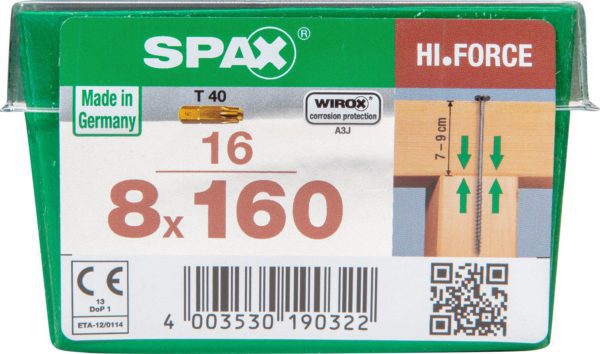 SPAX®
HI.FORCE
Made in
Germany
T 40
WIROX®
corrosion protection
A3J
16
8x160
7 – 9 cm
CE
13
DoP 1
ETA-12/0114
4 003530 190322